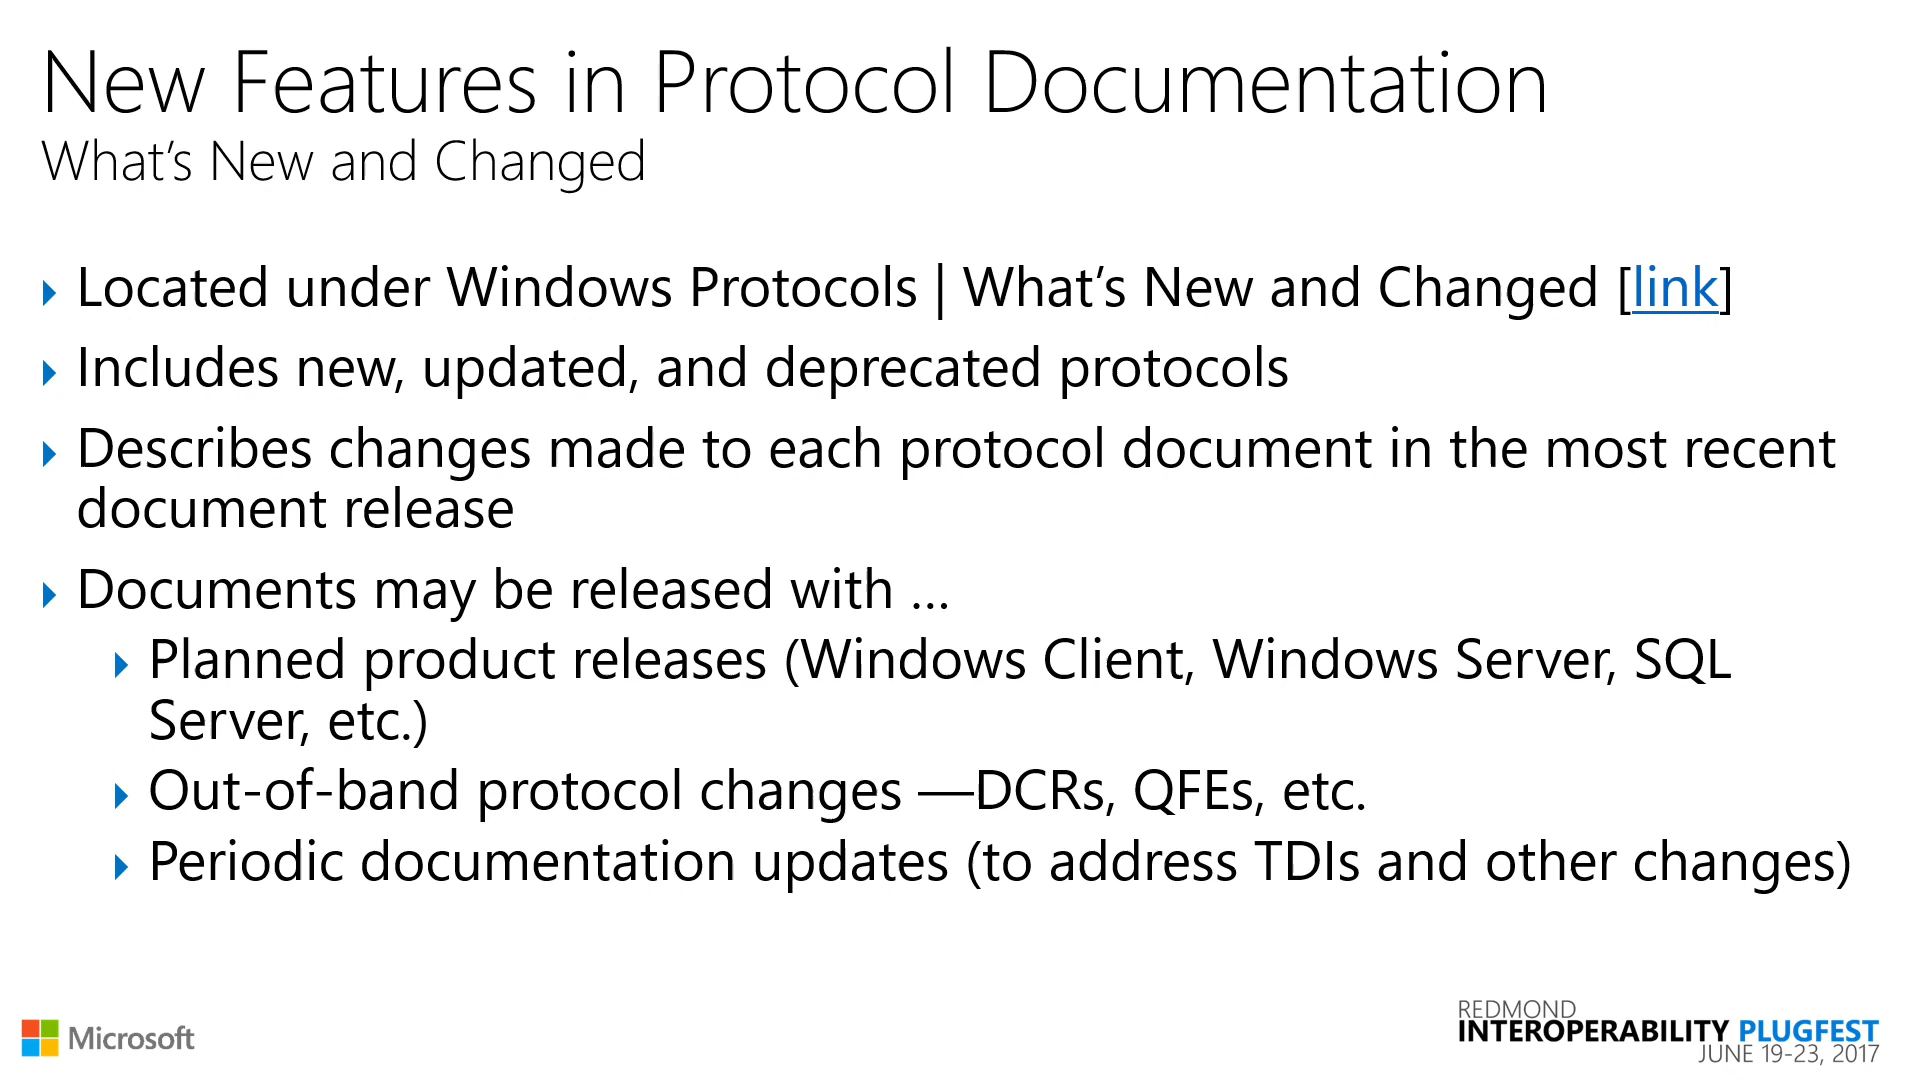 New Features in Protocol Documentation
What’s New and Changed
Located under Windows Protocols | What’s New and Changed [link]
Includes new, updated, and deprecated protocols
Describes changes made to each protocol document in the most recent
document release
Documents may be released with …
Planned product releases (Windows Client, Windows Server, SQL
Server, etc.)
Out-of-band protocol changes —DCRs, QFEs, etc.
Periodic documentation updates (to address TDIs and other changes)
Microsoft
REDMOND
INTEROPERABILITY PLUGFEST
JUNE 19-23, 2017